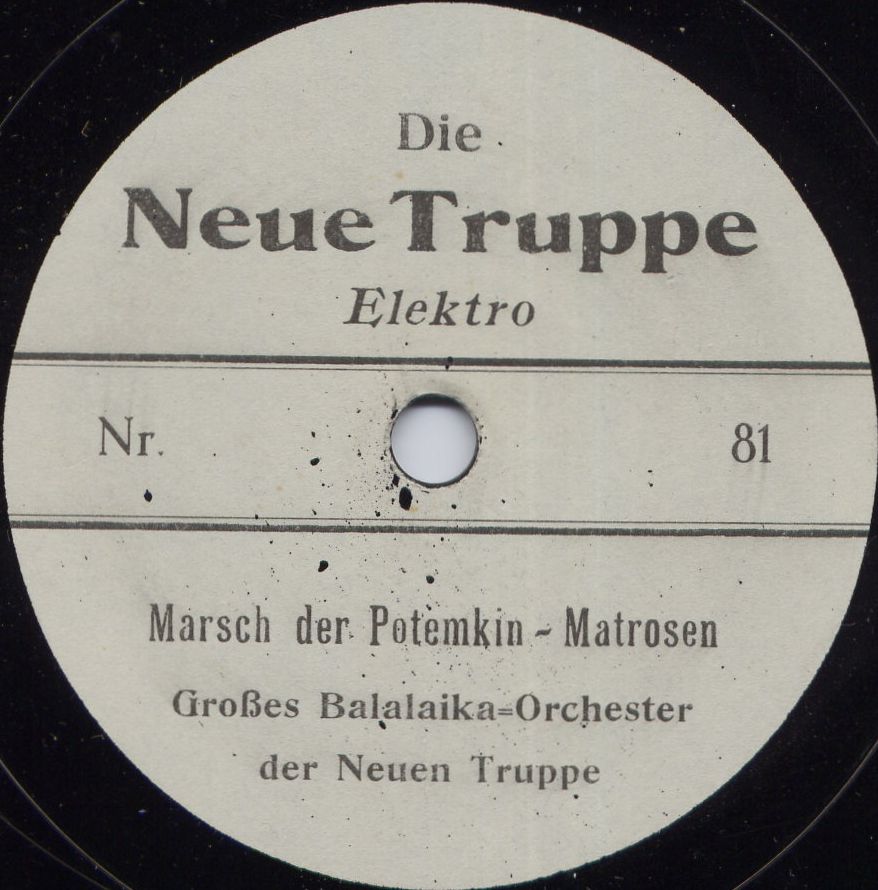 Die
Neue Truppe
Elektro
Nr. 81
Marsch der Potemkin - Matrosen
Großes Balalaika=Orchester
der Neuen Truppe